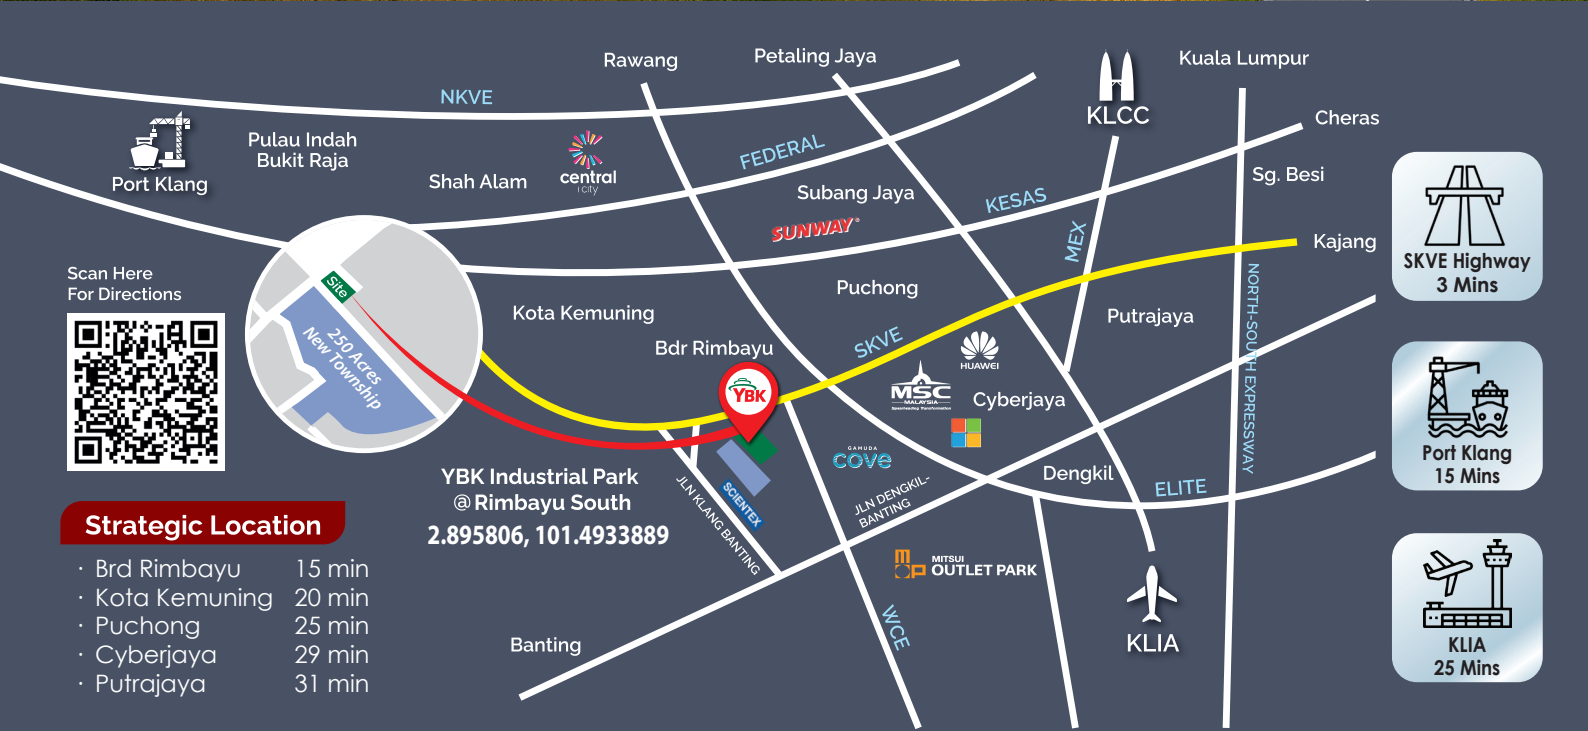 Rawang
Petaling Jaya
Kuala Lumpur
NKVE
KLCC
Cheras
Pulau Indah
Bukit Raja
Port Klang
Shah Alam
central
i city
FEDERAL
Subang Jaya
SUNWAY
KESAS
Sg. Besi
MEX
Kajang
SKVE Highway
3 Mins
Scan Here
For Directions
Site
250 Acres
New Township
Kota Kemuning
Puchong
Putrajaya
NORTH-SOUTH EXPRESSWAY
Bdr Rimbayu
SKVE
HUAWEI
MSC
MALAYSIA
Spearheading Transformation
Cyberjaya
YBK
GAMUDA
cove
Dengkil
ELITE
Port Klang
15 Mins
YBK Industrial Park
@ Rimbayu South
2.895806, 101.4933889
SCIENTEX
JLN KLANG BANTING
JLN DENGKIL-
BANTING
MITSUI
OUTLET PARK
mop
Strategic Location
· Brd Rimbayu 15 min
· Kota Kemuning 20 min
· Puchong 25 min
· Cyberjaya 29 min
· Putrajaya 31 min
Banting
WCE
KLIA
KLIA
25 Mins